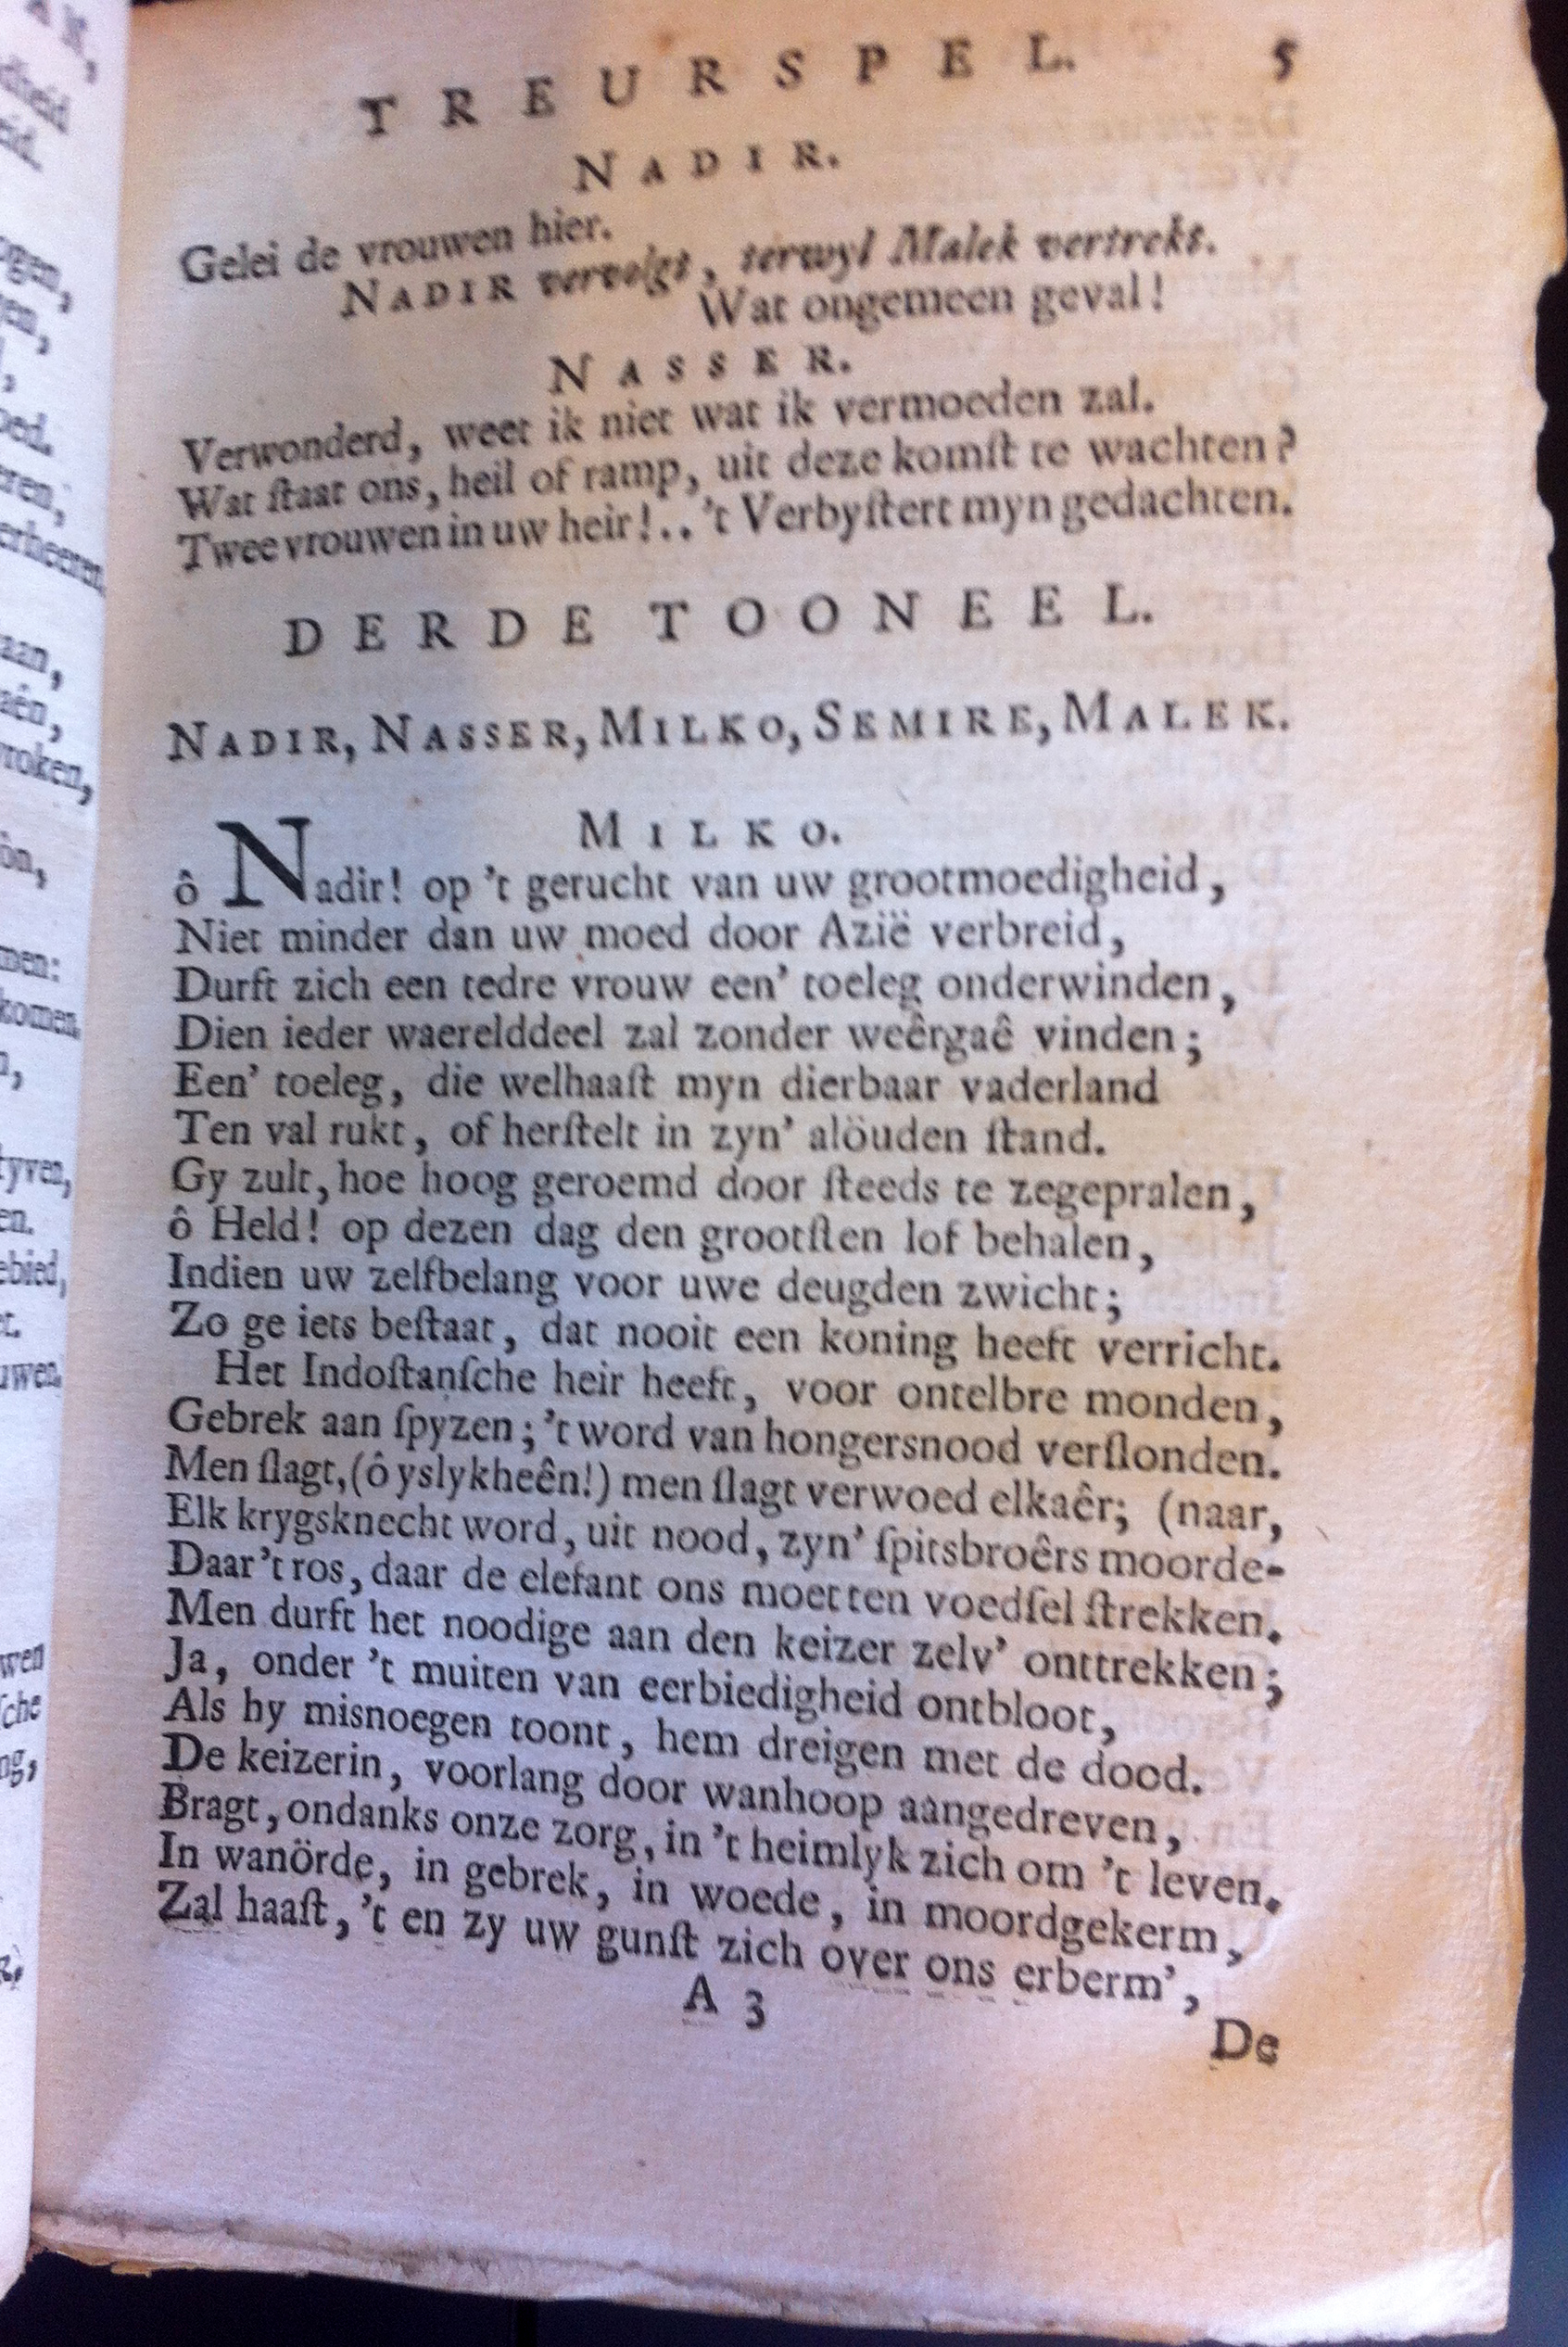 TREURSPEL. 5
NADIR.
Gelei de vrouwen hier.
NADIR vervolgt, terwyl Malek vertrekt.
Wat ongemeen geval!
NASSER.
Verwonderd, weet ik niet wat ik vermoeden zal.
Wat ſtaat ons, heil of ramp, uit deze komſt te wachten?
Twee vrouwen in uw heir!.. 't Verbyſtert myn gedachten.
DERDE TOONEEL.
NADIR, NASSER, MILKO, SEMIRE, MALEK.
MILKO.
ô Nadir! op 't gerucht van uw grootmoedigheid,
Niet minder dan uw moed door Azië verbreid,
Durft zich een tedre vrouw een' toeleg onderwinden,
Dien ieder waerelddeel zal zonder weêrgaê vinden;
Een' toeleg, die welhaaſt myn dierbaar vaderland
Ten val rukt, of herſtelt in zyn' alöuden ſtand.
Gy zult, hoe hoog geroemd door ſteeds te zegepralen,
ô Held! op dezen dag den grootſten lof behalen,
Indien uw zelfbelang voor uwe deugden zwicht;
Zo ge iets beſtaat, dat nooit een koning heeft verricht.
Het Indoſtanſche heir heeft, voor ontelbre monden,
Gebrek aan ſpyzen; 't word van hongersnood verſlonden.
Men ſlagt, (ô yslykheên!) men ſlagt verwoed elkaêr; (naar,
Elk krygsknecht word, uit nood, zyn' ſpitsbroêrs moorde-
Daar 't ros, daar de elefant ons moet ten voedſel ſtrekken.
Men durft het noodige aan den keizer zelv' onttrekken;
Ja, onder 't muiten van eerbiedigheid ontbloot,
Als hy misnoegen toont, hem dreigen met de dood.
De keizerin, voorlang door wanhoop aangedreven,
Bragt, ondanks onze zorg, in 't heimlyk zich om 't leven.
In wanörde, in gebrek, in woede, in moordgekerm,
Zal haaſt, 't en zy uw gunſt zich over ons erberm',
A 3
De